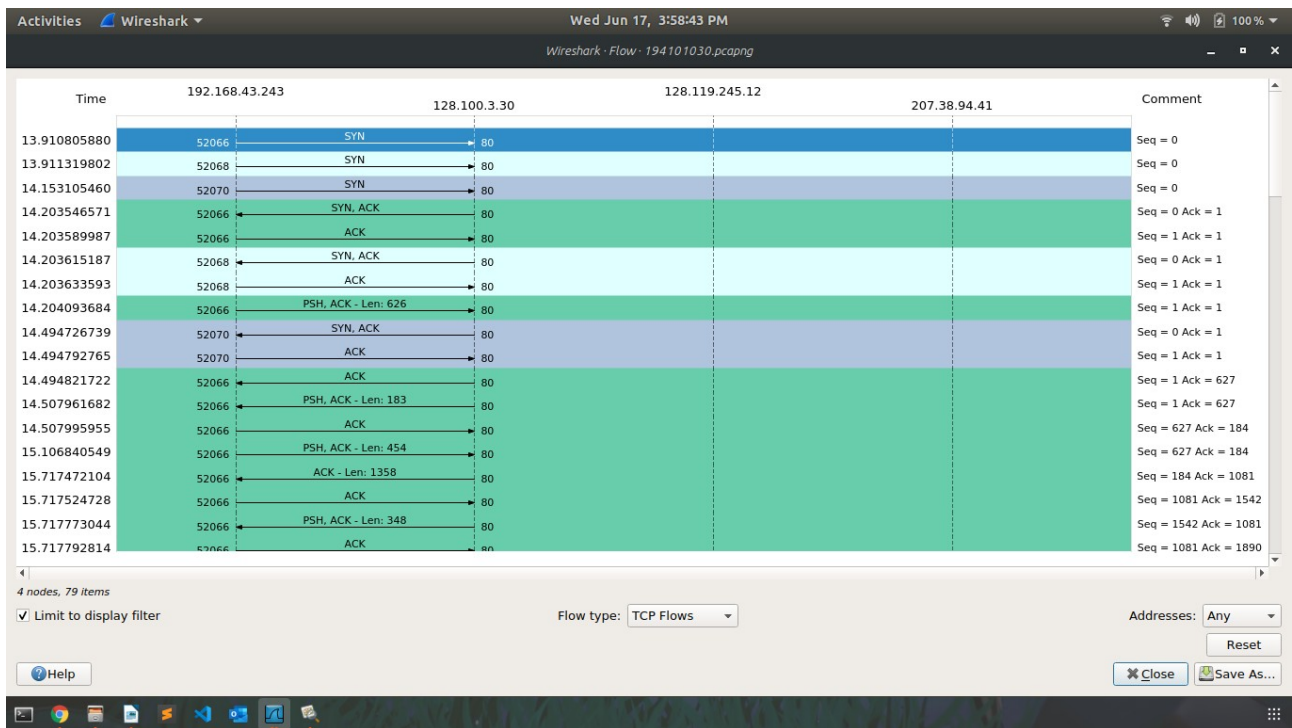 Activities Wireshark Wed Jun 17, 3:58:43 PM 100 %
Wireshark · Flow · 194101030.pcapng
Time 192.168.43.243 128.100.3.30 128.119.245.12 207.38.94.41 Comment
13.910805880 52066 SYN 80 Seq = 0
13.911319802 52068 SYN 80 Seq = 0
14.153105460 52070 SYN 80 Seq = 0
14.203546571 52066 SYN, ACK 80 Seq = 0 Ack = 1
14.203589987 52066 ACK 80 Seq = 1 Ack = 1
14.203615187 52068 SYN, ACK 80 Seq = 0 Ack = 1
14.203633593 52068 ACK 80 Seq = 1 Ack = 1
14.204093684 52066 PSH, ACK - Len: 626 80 Seq = 1 Ack = 1
14.494726739 52070 SYN, ACK 80 Seq = 0 Ack = 1
14.494792765 52070 ACK 80 Seq = 1 Ack = 1
14.494821722 52066 ACK 80 Seq = 1 Ack = 627
14.507961682 52066 PSH, ACK - Len: 183 80 Seq = 1 Ack = 627
14.507995955 52066 ACK 80 Seq = 627 Ack = 184
15.106840549 52066 PSH, ACK - Len: 454 80 Seq = 627 Ack = 184
15.717472104 52066 ACK - Len: 1358 80 Seq = 184 Ack = 1081
15.717524728 52066 ACK 80 Seq = 1081 Ack = 1542
15.717773044 52066 PSH, ACK - Len: 348 80 Seq = 1542 Ack = 1081
15.717792814 52066 ACK 80 Seq = 1081 Ack = 1890
4 nodes, 79 items
Limit to display filter Flow type: TCP Flows Addresses: Any
Reset
Help Close Save As...